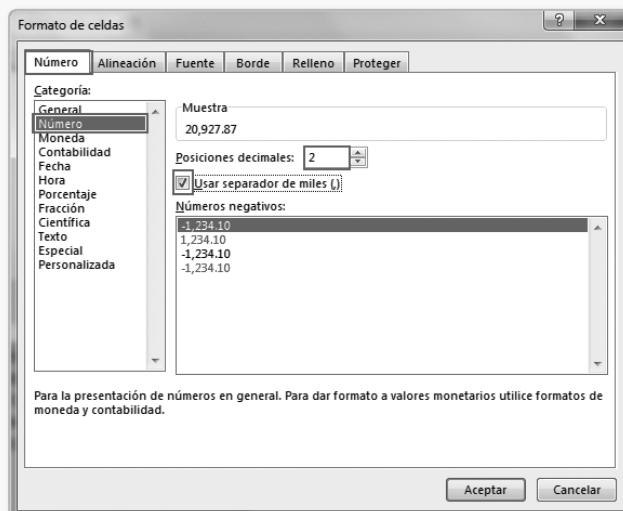 Formato de celdas
? X
Número Alineación Fuente Borde Relleno Proteger
Categoría:
General
Número
Moneda
Contabilidad
Fecha
Hora
Porcentaje
Fracción
Científica
Texto
Especial
Personalizada
Muestra
20,927.87
Posiciones decimales: 2
Usar separador de miles (,)
Números negativos:
-1,234.10
1,234.10
-1,234.10
-1,234.10
Para la presentación de números en general. Para dar formato a valores monetarios utilice formatos de
moneda y contabilidad.
Aceptar Cancelar